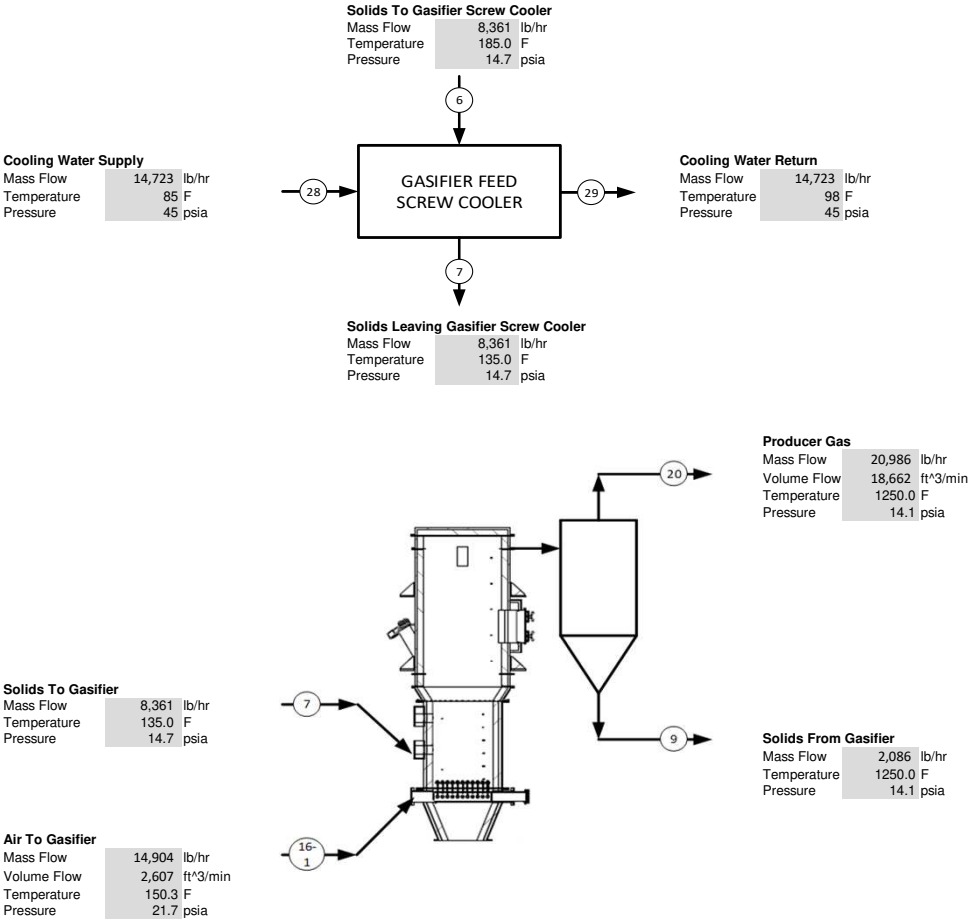 Solids To Gasifier Screw Cooler
Mass Flow 8,361 lb/hr
Temperature 185.0 F
Pressure 14.7 psia
6
Cooling Water Supply
Mass Flow 14,723 lb/hr
Temperature 85 F
Pressure 45 psia
28
GASIFIER FEED
SCREW COOLER
29
Cooling Water Return
Mass Flow 14,723 lb/hr
Temperature 98 F
Pressure 45 psia
7
Solids Leaving Gasifier Screw Cooler
Mass Flow 8,361 lb/hr
Temperature 135.0 F
Pressure 14.7 psia
Producer Gas
Mass Flow 20,986 lb/hr
Volume Flow 18,662 ft^3/min
Temperature 1250.0 F
Pressure 14.1 psia
20
Solids To Gasifier
Mass Flow 8,361 lb/hr
Temperature 135.0 F
Pressure 14.7 psia
7
9
Solids From Gasifier
Mass Flow 2,086 lb/hr
Temperature 1250.0 F
Pressure 14.1 psia
Air To Gasifier
Mass Flow 14,904 lb/hr
Volume Flow 2,607 ft^3/min
Temperature 150.3 F
Pressure 21.7 psia
16-
1